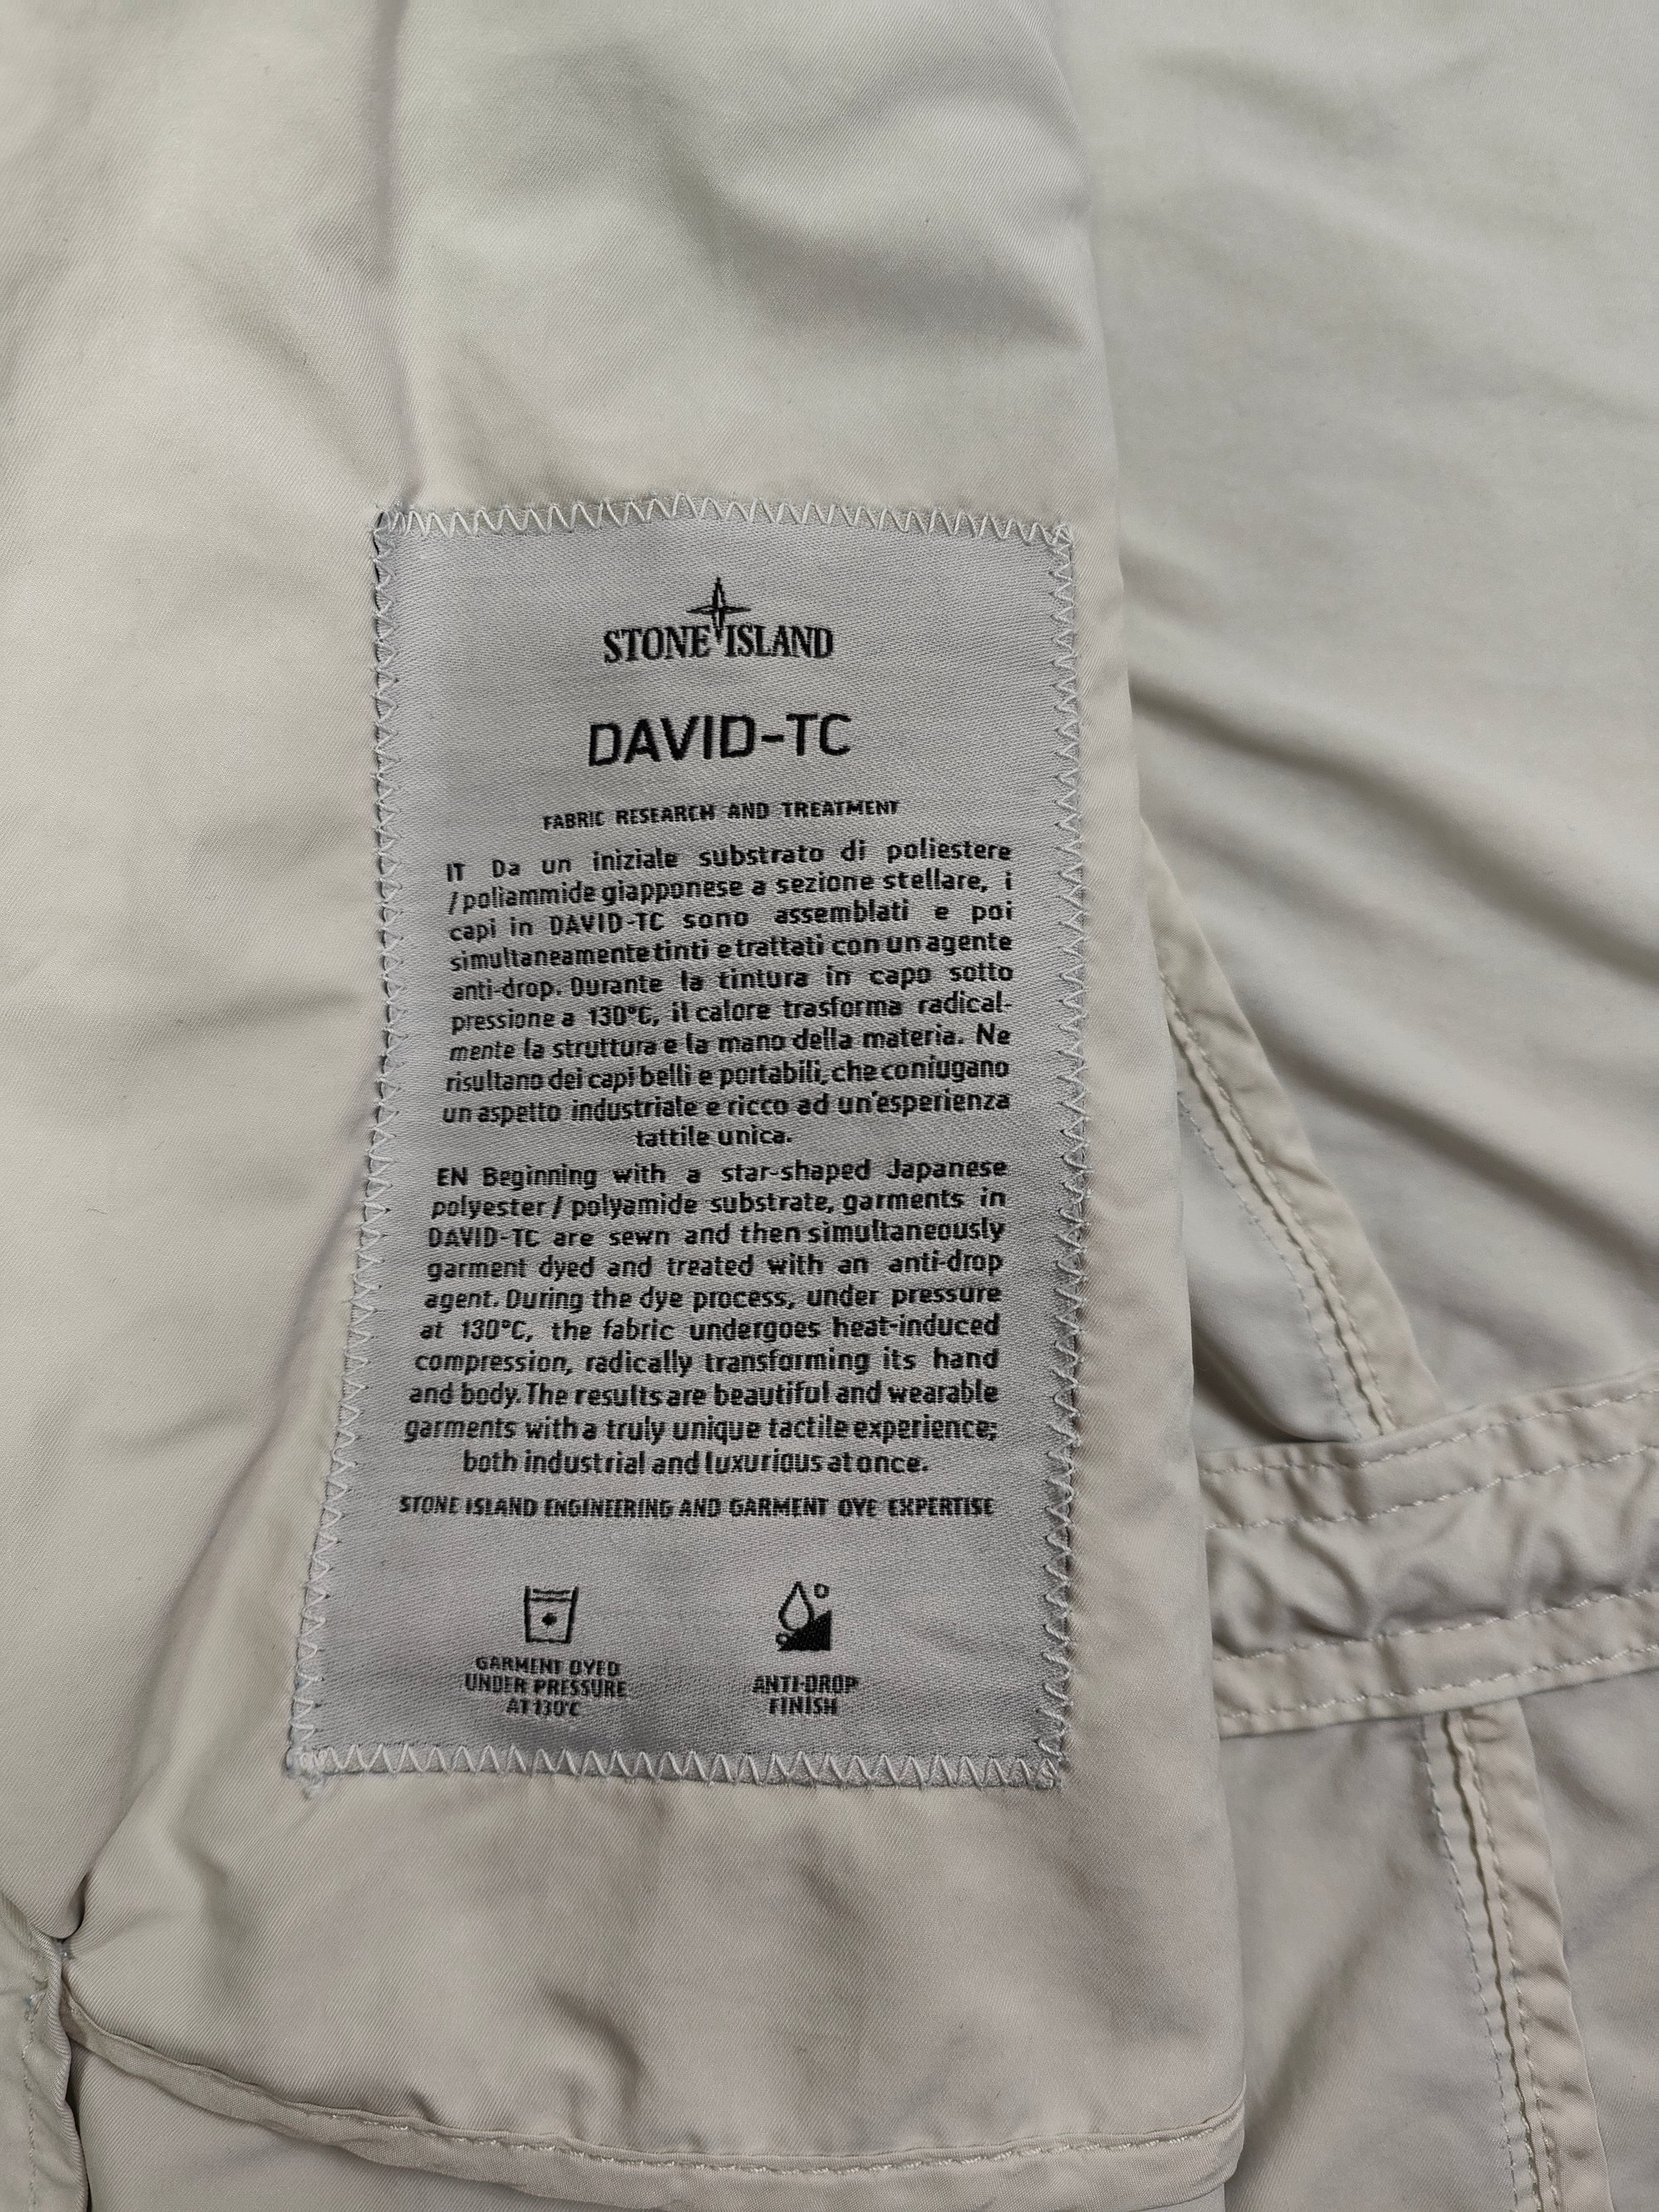 STONE ISLAND
DAVID-TC
FABRIC RESEARCH AND TREATMENT
IT Da un iniziale substrato di poliestere
/poliammide giapponese a sezione stellare, i
capi in DAVID-TC sono assemblati e poi
simultaneamente tinti e trattati con un agente
anti-drop. Durante la tintura in capo sotto
pressione a 130°C, il calore trasforma radical-
mente la struttura e la mano della materia. Ne
risultano dei capi belli e portabili, che coniugano
un aspetto industriale e ricco ad un'esperienza
tattile unica.
EN Beginning with a star-shaped Japanese
polyester / polyamide substrate, garments in
DAVID-TC are sewn and then simultaneously
garment dyed and treated with an anti-drop
agent. During the dye process, under pressure
at 130°C, the fabric undergoes heat-induced
compression, radically transforming its hand
and body. The results are beautiful and wearable
garments with a truly unique tactile experience;
both industrial and luxurious at once.
STONE ISLAND ENGINEERING AND GARMENT DYE EXPERTISE
GARMENT DYED
UNDER PRESSURE
AT 130°C
ANTI-DROP
FINISH